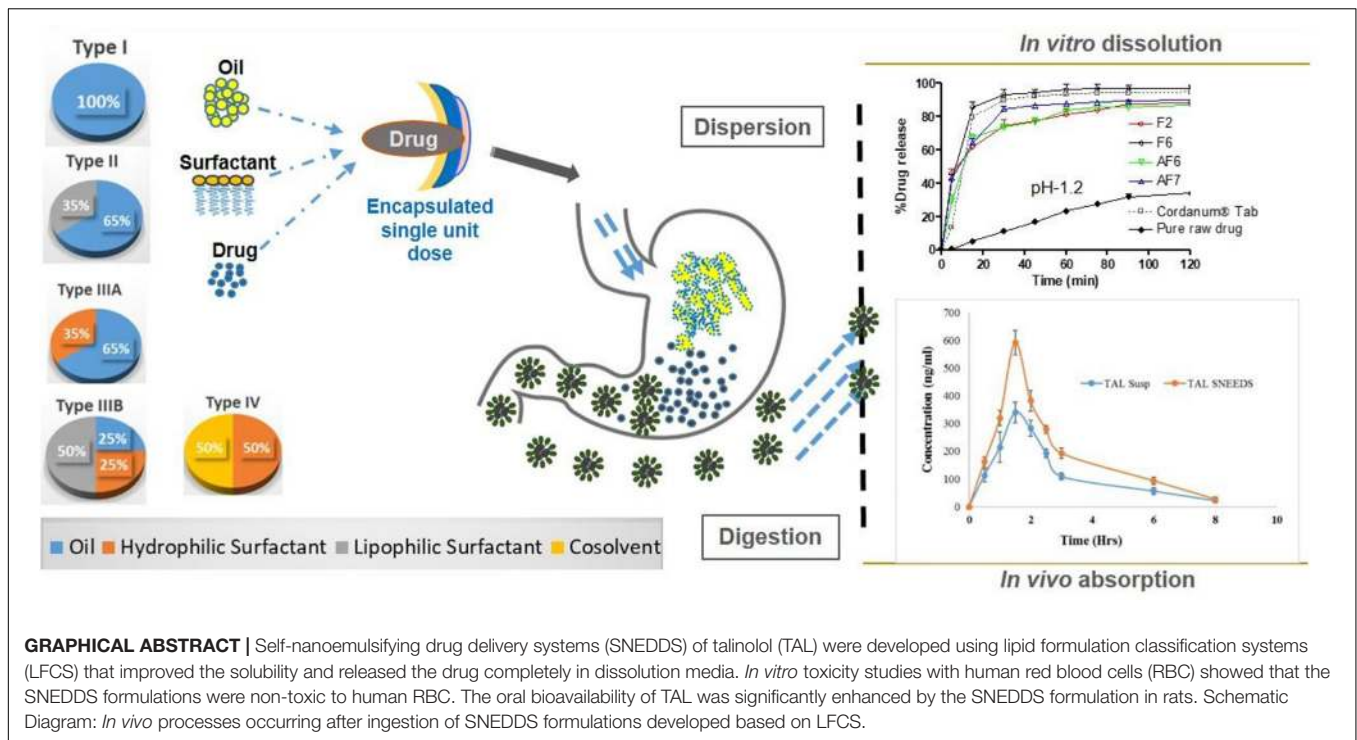 Type I
100%
Type II
35%
65%
Type IIIA
35%
65%
Type IIIB
50%
25%
25%
Type IV
50%
50%
Oil
Surfactant
Drug
Drug
Encapsulated
single unit
dose
Dispersion
Digestion
Oil
Hydrophilic Surfactant
Lipophilic Surfactant
Cosolvent
In vitro dissolution
%Drug release
100
80
60
40
20
0
F2
F6
AF6
AF7
pH-1.2
Cordanum® Tab
Pure raw drug
0 20 40 60 80 100 120
Time (min)
Concentration (ng/ml)
700
600
500
400
300
200
100
0
TAL Susp
TAL SNEEDS
0 2 4 6 8 10
Time (Hrs)
In vivo absorption
GRAPHICAL ABSTRACT | Self-nanoemulsifying drug delivery systems (SNEDDS) of talinolol (TAL) were developed using lipid formulation classification systems
(LFCS) that improved the solubility and released the drug completely in dissolution media. In vitro toxicity studies with human red blood cells (RBC) showed that the
SNEDDS formulations were non-toxic to human RBC. The oral bioavailability of TAL was significantly enhanced by the SNEDDS formulation in rats. Schematic
Diagram: In vivo processes occurring after ingestion of SNEDDS formulations developed based on LFCS.